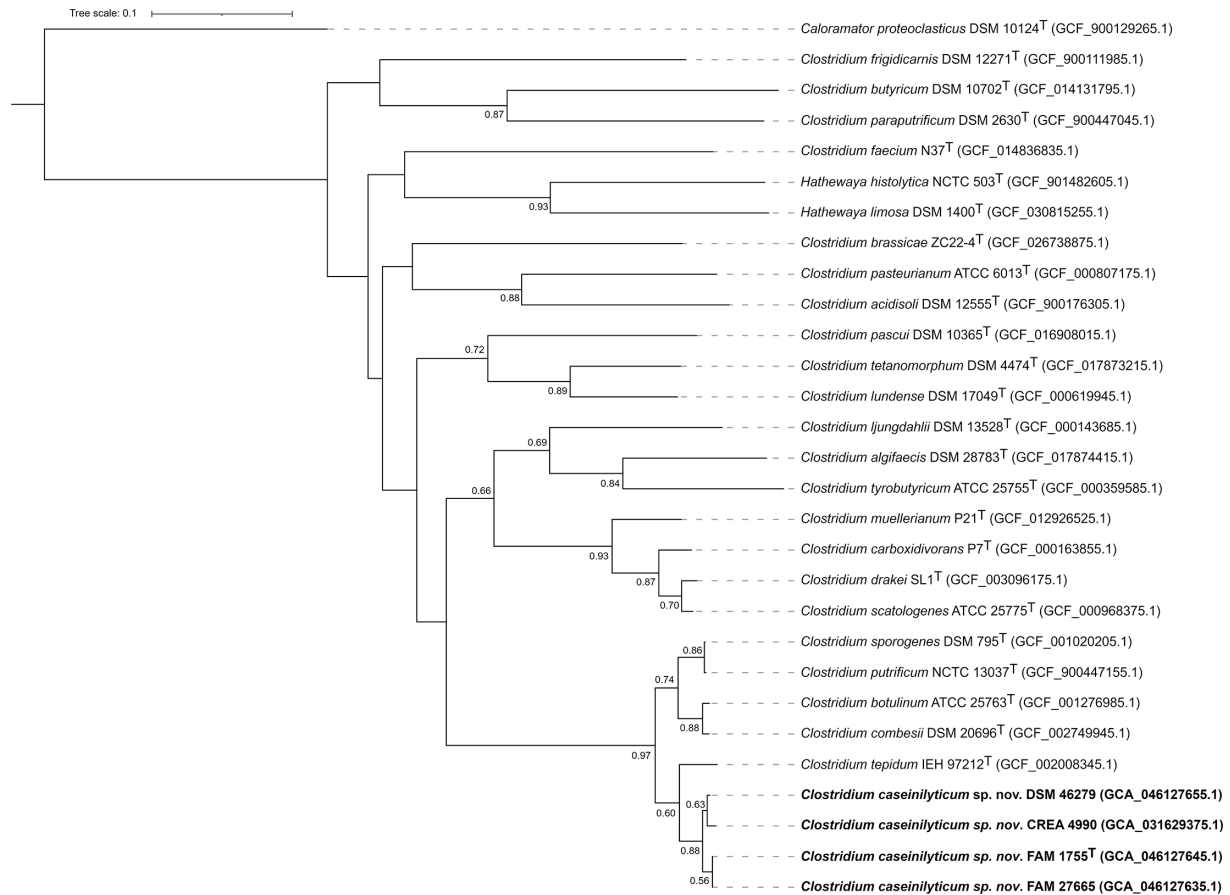 Tree scale: 0.1
Caloramator proteoclasticus DSM 10124T (GCF_900129265.1)
Clostridium frigidicarnis DSM 12271T (GCF_900111985.1)
Clostridium butyricum DSM 10702T (GCF_014131795.1)
0.87
Clostridium paraputrificum DSM 2630T (GCF_900447045.1)
Clostridium faecium N37T (GCF_014836835.1)
Hathewaya histolytica NCTC 503T (GCF_901482605.1)
0.93
Hathewaya limosa DSM 1400T (GCF_030815255.1)
Clostridium brassicae ZC22-4T (GCF_026738875.1)
Clostridium pasteurianum ATCC 6013T (GCF_000807175.1)
0.88
Clostridium acidisoli DSM 12555T (GCF_900176305.1)
Clostridium pascui DSM 10365T (GCF_016908015.1)
0.72
Clostridium tetanomorphum DSM 4474T (GCF_017873215.1)
0.89
Clostridium lundense DSM 17049T (GCF_000619945.1)
Clostridium ljungdahlii DSM 13528T (GCF_000143685.1)
0.69
Clostridium algifaecis DSM 28783T (GCF_017874415.1)
0.84
Clostridium tyrobutyricum ATCC 25755T (GCF_000359585.1)
0.66
Clostridium muellerianum P21T (GCF_012926525.1)
0.93
Clostridium carboxidivorans P7T (GCF_000163855.1)
0.87
Clostridium drakei SL1T (GCF_003096175.1)
0.70
Clostridium scatologenes ATCC 25775T (GCF_000968375.1)
Clostridium sporogenes DSM 795T (GCF_001020205.1)
0.86
Clostridium putrificum NCTC 13037T (GCF_900447155.1)
0.74
Clostridium botulinum ATCC 25763T (GCF_001276985.1)
0.88
Clostridium combesii DSM 20696T (GCF_002749945.1)
0.97
Clostridium tepidum IEH 97212T (GCF_002008345.1)
Clostridium caseinilyticum sp. nov. DSM 46279 (GCA_046127655.1)
0.63
0.60
Clostridium caseinilyticum sp. nov. CREA 4990 (GCA_031629375.1)
0.88
Clostridium caseinilyticum sp. nov. FAM 1755T (GCA_046127645.1)
0.56
Clostridium caseinilyticum sp. nov. FAM 27665 (GCA_046127635.1)